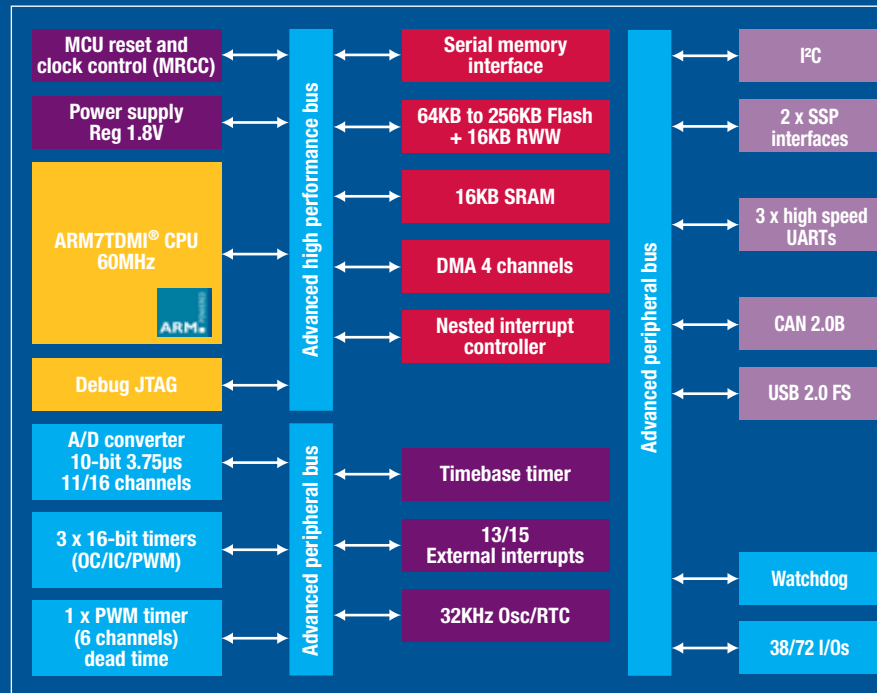 MCU reset and
clock control (MRCC)
Power supply
Reg 1.8V
ARM7TDMI® CPU
60MHz
ARM.
POWERED
Debug JTAG
A/D converter
10-bit 3.75µs
11/16 channels
3 x 16-bit timers
(OC/IC/PWM)
1 x PWM timer
(6 channels)
dead time
Advanced high performance bus
Advanced peripheral bus
Serial memory
interface
64KB to 256KB Flash
+ 16KB RWW
16KB SRAM
DMA 4 channels
Nested interrupt
controller
Timebase timer
13/15
External interrupts
32KHz Osc/RTC
Advanced peripheral bus
I²C
2 x SSP
interfaces
3 x high speed
UARTs
CAN 2.0B
USB 2.0 FS
Watchdog
38/72 I/Os